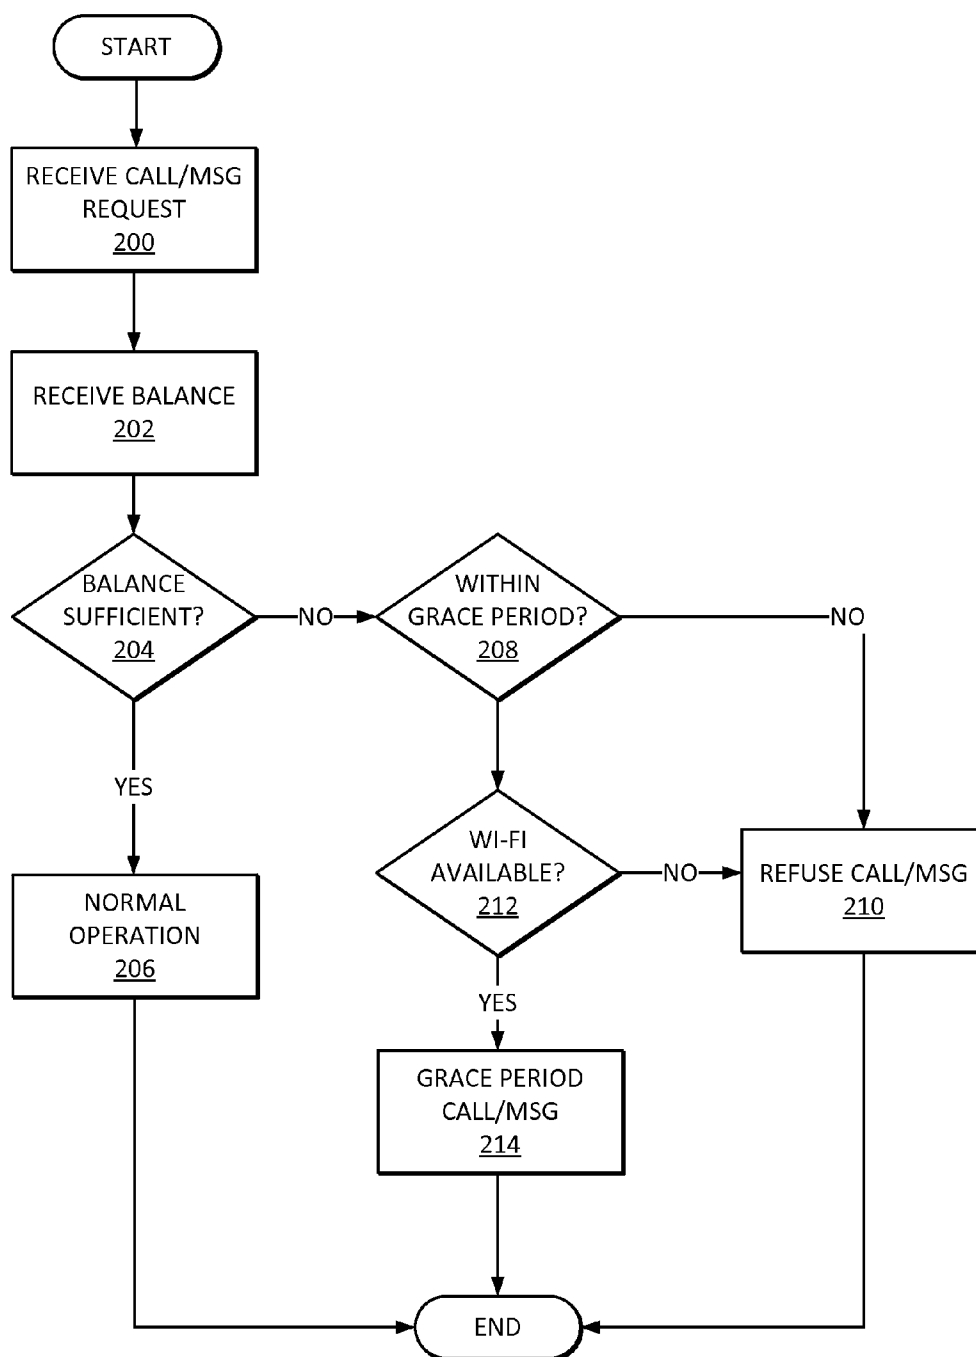 START
RECEIVE CALL/MSG
REQUEST
200
RECEIVE BALANCE
202
BALANCE
SUFFICIENT?
204
NO
WITHIN
GRACE PERIOD?
208
NO
YES
WI-FI
AVAILABLE?
212
NO
REFUSE CALL/MSG
210
NORMAL
OPERATION
206
YES
GRACE PERIOD
CALL/MSG
214
END